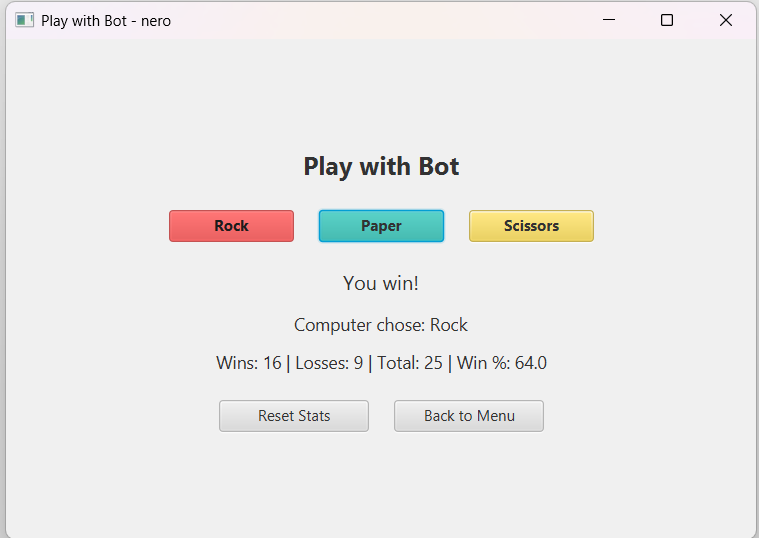 Play with Bot - nero
Play with Bot
Rock Paper Scissors
You win!
Computer chose: Rock
Wins: 16 | Losses: 9 | Total: 25 | Win %: 64.0
Reset Stats Back to Menu